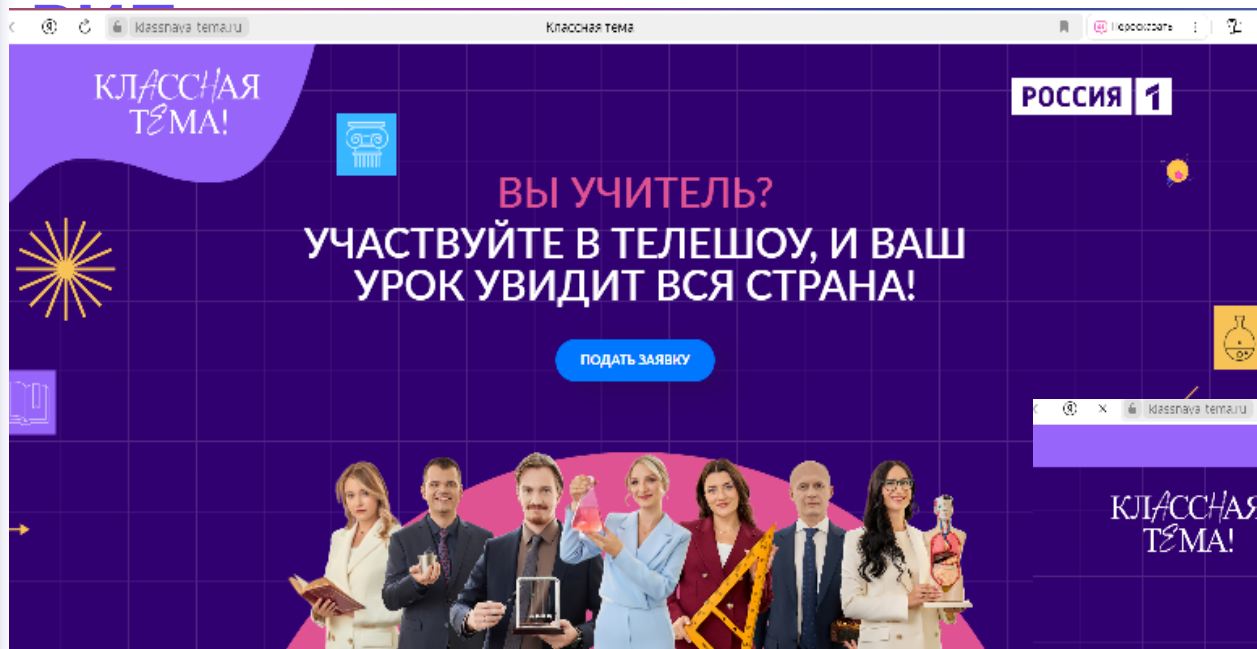 klassnaya-tema.ru
Классная тема
Пересказать
КЛАССНАЯ
ТЕМА!
РОССИЯ 1
ВЫ УЧИТЕЛЬ?
УЧАСТВУЙТЕ В ТЕЛЕШОУ, И ВАШ
УРОК УВИДИТ ВСЯ СТРАНА!
ПОДАТЬ ЗАЯВКУ
klassnaya-tema.ru
КЛАССНАЯ
ТЕМА!